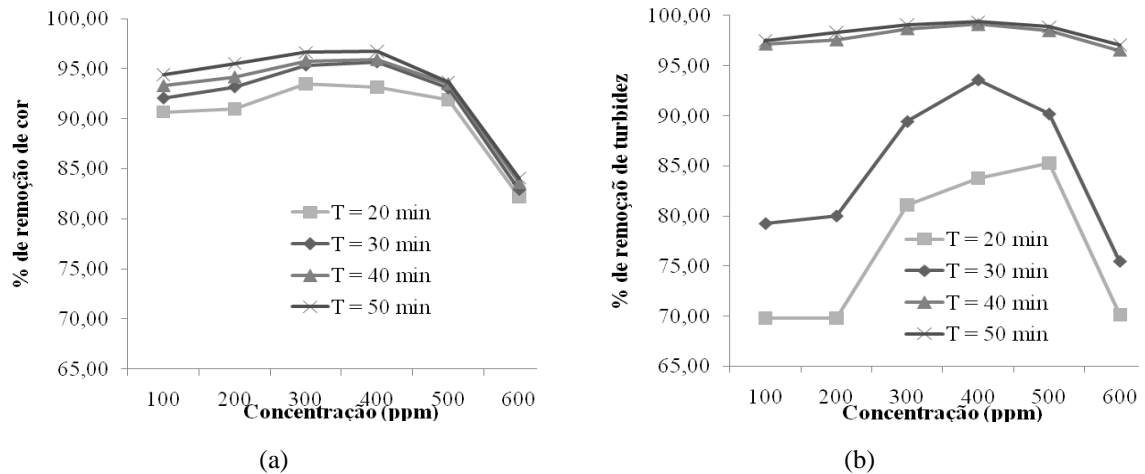 % de remoção de cor
100,00
95,00
90,00
85,00
80,00
75,00
70,00
65,00
T = 20 min
T = 30 min
T = 40 min
T = 50 min
100 200 300 400 500 600
Concentração (ppm)
(a)
% de remoçaõ de turbidez
100,00
95,00
90,00
85,00
80,00
75,00
70,00
65,00
T = 20 min
T = 30 min
T = 40 min
T = 50 min
100 200 300 400 500 600
Concentração (ppm)
(b)